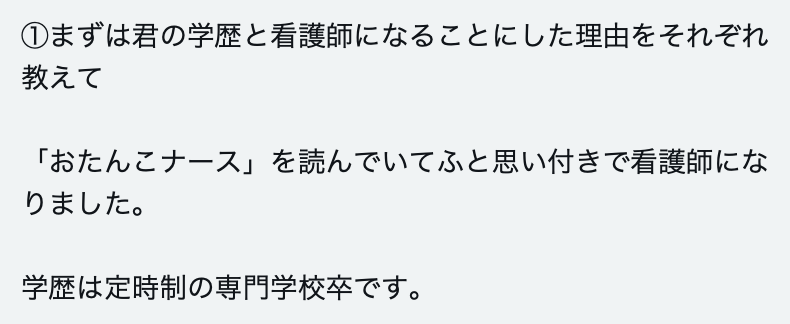 ①まずは君の学歴と看護師になることにした理由をそれぞれ
教えて
「おたんこナース」を読んでいてふと思い付きで看護師にな
りました。
学歴は定時制の専門学校卒です。